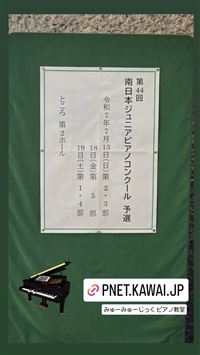 第44回
南日本ジュニアピアノコンクール 予選
令和7年7月13日(日)第2・3部
18日(金)第 5 部
19日(土)第1・4部
ところ 第2ホール
PNET.KAWAI.JP
みゅーみゅーじっく ピアノ教室